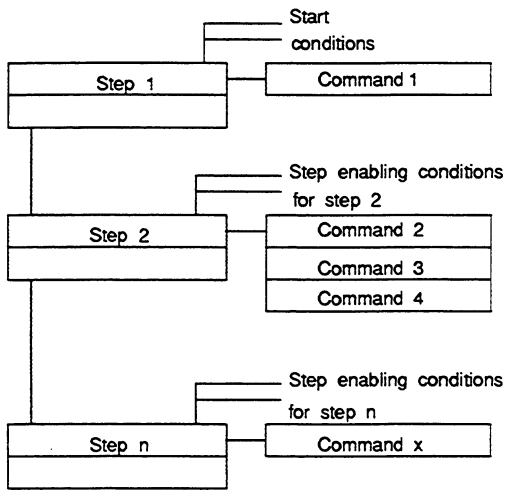 Start
conditions
Step 1
Command 1
Step enabling conditions
for step 2
Step 2
Command 2
Command 3
Command 4
Step enabling conditions
for step n
Step n
Command x